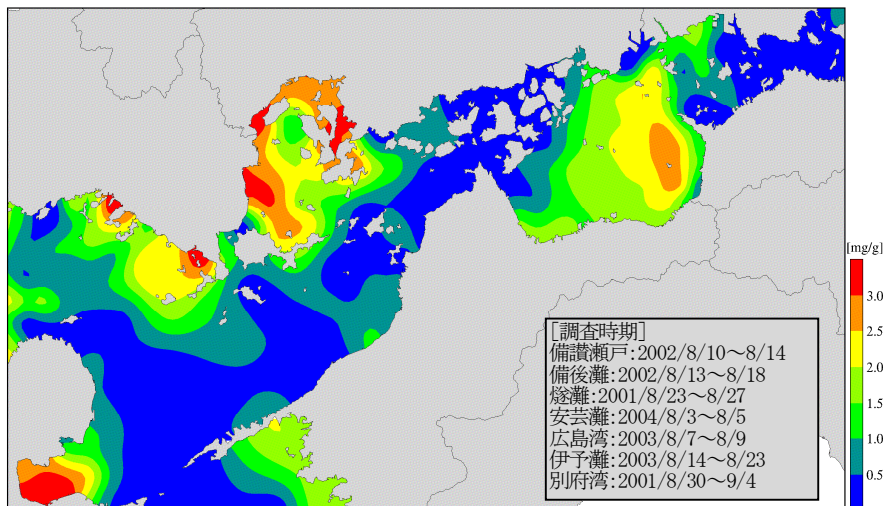 [mg/g]
3.0
2.5
2.0
1.5
1.0
0.5
[調査時期]
備讃瀬戸:2002/8/10～8/14
備後灘:2002/8/13～8/18
燧灘:2001/8/23～8/27
安芸灘:2004/8/3～8/5
広島湾:2003/8/7～8/9
伊予灘:2003/8/14～8/23
別府湾:2001/8/30～9/4